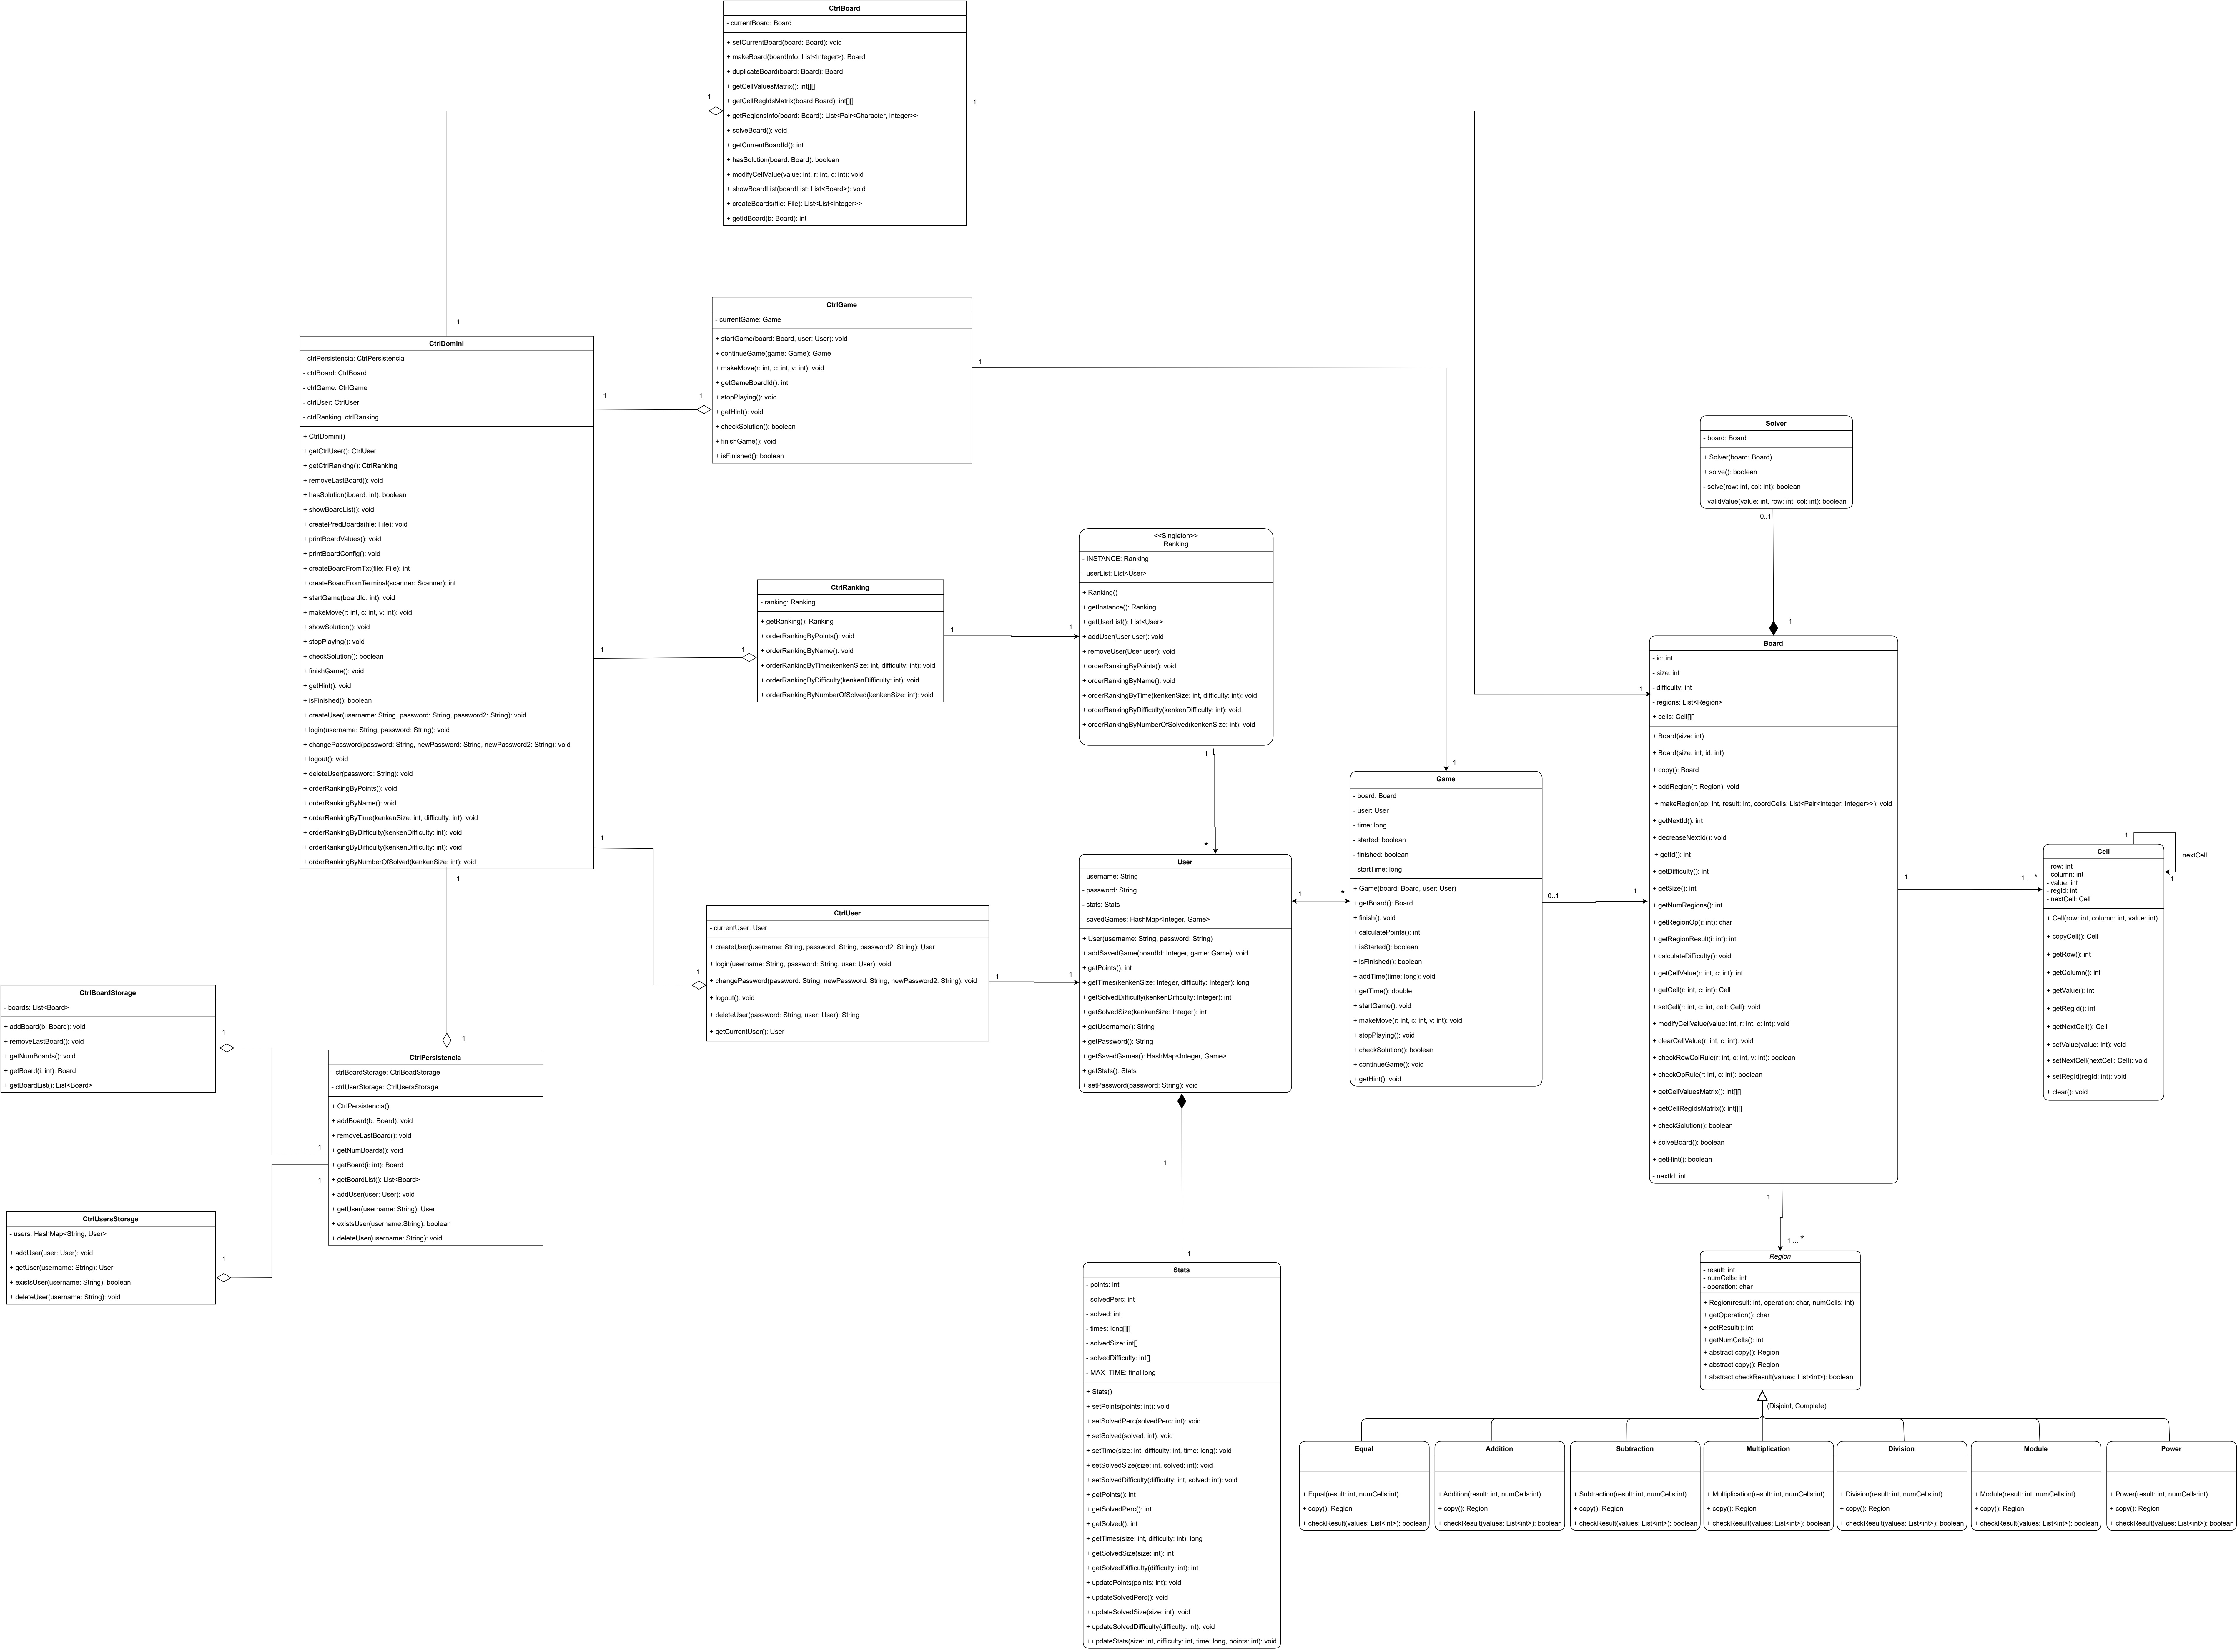 CtrlBoard
- currentBoard: Board
+ setCurrentBoard(board: Board): void
+ makeBoard(boardInfo: List<Integer>): Board
+ duplicateBoard(board: Board): Board
+ getCellValuesMatrix(): int[][]
+ getCellRegIdsMatrix(board:Board): int[][]
+ getRegionsInfo(board: Board): List<Pair<Character, Integer>>
+ solveBoard(): void
+ getCurrentBoardId(): int
+ hasSolution(board: Board): boolean
+ modifyCellValue(value: int, r: int, c: int): void
+ showBoardList(boardList: List<Board>): void
+ createBoards(file: File): List<List<Integer>>
+ getIdBoard(b: Board): int
1
1
1
1
CtrlGame
- currentGame: Game
+ startGame(board: Board, user: User): void
+ continueGame(game: Game): Game
+ makeMove(r: int, c: int, v: int): void
+ getGameBoardId(): int
+ stopPlaying(): void
+ getHint(): void
+ checkSolution(): boolean
+ finishGame(): void
+ isFinished(): boolean
1
1
1
1
CtrlDomini
- ctrlPersistencia: CtrlPersistencia
- ctrlBoard: CtrlBoard
- ctrlGame: CtrlGame
- ctrlUser: CtrlUser
- ctrlRanking: ctrlRanking
+ CtrlDomini()
+ getCtrlUser(): CtrlUser
+ getCtrlRanking(): CtrlRanking
+ removeLastBoard(): void
+ hasSolution(iboard: int): boolean
+ showBoardList(): void
+ createPredBoards(file: File): void
+ printBoardValues(): void
+ printBoardConfig(): void
+ createBoardFromTxt(file: File): int
+ createBoardFromTerminal(scanner: Scanner): int
+ startGame(boardId: int): void
+ makeMove(r: int, c: int, v: int): void
+ showSolution(): void
+ stopPlaying(): void
+ checkSolution(): boolean
+ finishGame(): void
+ getHint(): void
+ isFinished(): boolean
+ createUser(username: String, password: String, password2: String): void
+ login(username: String, password: String): void
+ changePassword(password: String, newPassword: String, newPassword2: String): void
+ logout(): void
+ deleteUser(password: String): void
+ orderRankingByPoints(): void
+ orderRankingByName(): void
+ orderRankingByTime(kenkenSize: int, difficulty: int): void
+ orderRankingByDifficulty(kenkenDifficulty: int): void
+ orderRankingByDifficulty(kenkenDifficulty: int): void
+ orderRankingByNumberOfSolved(kenkenSize: int): void
1
1
1
1
1
1
CtrlRanking
- ranking: Ranking
+ getRanking(): Ranking
+ orderRankingByPoints(): void
+ orderRankingByName(): void
+ orderRankingByTime(kenkenSize: int, difficulty: int): void
+ orderRankingByDifficulty(kenkenDifficulty: int): void
+ orderRankingByNumberOfSolved(kenkenSize: int): void
1
1
<<Singleton>>
Ranking
- INSTANCE: Ranking
- userList: List<User>
+ Ranking()
+ getInstance(): Ranking
+ getUserList(): List<User>
+ addUser(User user): void
+ removeUser(User user): void
+ orderRankingByPoints(): void
+ orderRankingByName(): void
+ orderRankingByTime(kenkenSize: int, difficulty: int): void
+ orderRankingByDifficulty(kenkenDifficulty: int): void
+ orderRankingByNumberOfSolved(kenkenSize: int): void
1
*
CtrlUser
- currentUser: User
+ createUser(username: String, password: String, password2: String): User
+ login(username: String, password: String, user: User): void
+ changePassword(password: String, newPassword: String, newPassword2: String): void
+ logout(): void
+ deleteUser(password: String, user: User): String
+ getCurrentUser(): User
1
1
User
- username: String
- password: String
- stats: Stats
- savedGames: HashMap<Integer, Game>
+ User(username: String, password: String)
+ addSavedGame(boardId: Integer, game: Game): void
+ getPoints(): int
+ getTimes(kenkenSize: Integer, difficulty: Integer): long
+ getSolvedDifficulty(kenkenDifficulty: Integer): int
+ getSolvedSize(kenkenSize: Integer): int
+ getUsername(): String
+ getPassword(): String
+ getSavedGames(): HashMap<Integer, Game>
+ getStats(): Stats
+ setPassword(password: String): void
1
*
Game
- board: Board
- user: User
- time: long
- started: boolean
- finished: boolean
- startTime: long
+ Game(board: Board, user: User)
+ getBoard(): Board
+ finish(): void
+ calculatePoints(): int
+ isStarted(): boolean
+ isFinished(): boolean
+ addTime(time: long): void
+ getTime(): double
+ startGame(): void
+ makeMove(r: int, c: int, v: int): void
+ stopPlaying(): void
+ checkSolution(): boolean
+ continueGame(): void
+ getHint(): void
0..1
1
Solver
- board: Board
+ Solver(board: Board)
+ solve(): boolean
- solve(row: int, col: int): boolean
- validValue(value: int, row: int, col: int): boolean
0..1
1
Board
- id: int
- size: int
- difficulty: int
- regions: List<Region>
+ cells: Cell[][]
+ Board(size: int)
+ Board(size: int, id: int)
+ copy(): Board
+ addRegion(r: Region): void
+ makeRegion(op: int, result: int, coordCells: List<Pair<Integer, Integer>>): void
+ getNextId(): int
+ decreaseNextId(): void
+ getId(): int
+ getDifficulty(): int
+ getSize(): int
+ getNumRegions(): int
+ getRegionOp(i: int): char
+ getRegionResult(i: int): int
+ calculateDifficulty(): void
+ getCellValue(r: int, c: int): int
+ getCell(r: int, c: int): Cell
+ setCell(r: int, c: int, cell: Cell): void
+ modifyCellValue(value: int, r: int, c: int): void
+ clearCellValue(r: int, c: int): void
+ checkRowColRule(r: int, c: int, v: int): boolean
+ checkOpRule(r: int, c: int): boolean
+ getCellValuesMatrix(): int[][]
+ getCellRegIdsMatrix(): int[][]
+ checkSolution(): boolean
+ solveBoard(): boolean
+ getHint(): boolean
- nextId: int
1
1 ... *
Cell
- row: int
- column: int
- value: int
- regId: int
- nextCell: Cell
+ Cell(row: int, column: int, value: int)
+ copyCell(): Cell
+ getRow(): int
+ getColumn(): int
+ getValue(): int
+ getRegId(): int
+ getNextCell(): Cell
+ setValue(value: int): void
+ setNextCell(nextCell: Cell): void
+ setRegId(regId: int): void
+ clear(): void
1
nextCell
1
CtrlBoardStorage
- boards: List<Board>
+ addBoard(b: Board): void
+ removeLastBoard(): void
+ getNumBoards(): void
+ getBoard(i: int): Board
+ getBoardList(): List<Board>
1
1
CtrlPersistencia
- ctrlBoardStorage: CtrlBoadStorage
- ctrlUserStorage: CtrlUsersStorage
+ CtrlPersistencia()
+ addBoard(b: Board): void
+ removeLastBoard(): void
+ getNumBoards(): void
+ getBoard(i: int): Board
+ getBoardList(): List<Board>
+ addUser(user: User): void
+ getUser(username: String): User
+ existsUser(username:String): boolean
+ deleteUser(username: String): void
1
1
CtrlUsersStorage
- users: HashMap<String, User>
+ addUser(user: User): void
+ getUser(username: String): User
+ existsUser(username: String): boolean
+ deleteUser(username: String): void
1
1
Stats
- points: int
- solvedPerc: int
- solved: int
- times: long[][]
- solvedSize: int[]
- solvedDifficulty: int[]
- MAX_TIME: final long
+ Stats()
+ setPoints(points: int): void
+ setSolvedPerc(solvedPerc: int): void
+ setSolved(solved: int): void
+ setTime(size: int, difficulty: int, time: long): void
+ setSolvedSize(size: int, solved: int): void
+ setSolvedDifficulty(difficulty: int, solved: int): void
+ getPoints(): int
+ getSolvedPerc(): int
+ getSolved(): int
+ getTimes(size: int, difficulty: int): long
+ getSolvedSize(size: int): int
+ getSolvedDifficulty(difficulty: int): int
+ updatePoints(points: int): void
+ updateSolvedPerc(): void
+ updateSolvedSize(size: int): void
+ updateSolvedDifficulty(difficulty: int): void
+ updateStats(size: int, difficulty: int, time: long, points: int): void
1
1 ... *
Region
- result: int
- numCells: int
- operation: char
+ Region(result: int, operation: char, numCells: int)
+ getOperation(): char
+ getResult(): int
+ getNumCells(): int
+ abstract copy(): Region
+ abstract copy(): Region
+ abstract checkResult(values: List<int>): boolean
(Disjoint, Complete)
Equal
+ Equal(result: int, numCells:int)
+ copy(): Region
+ checkResult(values: List<int>): boolean
Addition
+ Addition(result: int, numCells:int)
+ copy(): Region
+ checkResult(values: List<int>): boolean
Subtraction
+ Subtraction(result: int, numCells:int)
+ copy(): Region
+ checkResult(values: List<int>): boolean
Multiplication
+ Multiplication(result: int, numCells:int)
+ copy(): Region
+ checkResult(values: List<int>): boolean
Division
+ Division(result: int, numCells:int)
+ copy(): Region
+ checkResult(values: List<int>): boolean
Module
+ Module(result: int, numCells:int)
+ copy(): Region
+ checkResult(values: List<int>): boolean
Power
+ Power(result: int, numCells:int)
+ copy(): Region
+ checkResult(values: List<int>): boolean